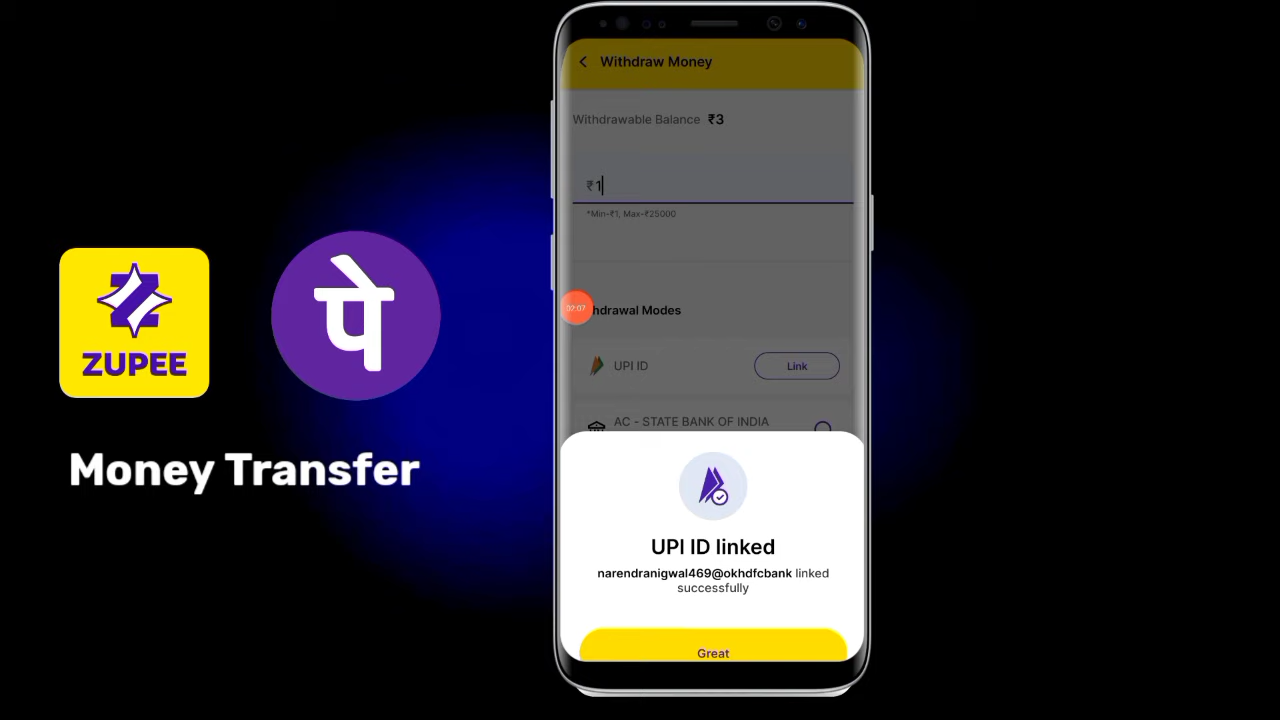 Withdraw Money
Withdrawable Balance ₹3
₹1
*Min-₹1, Max-₹25000
02:07
hdrawal Modes
UPI ID
Link
AC - STATE BANK OF INDIA
ZUPEE
पे
Money Transfer
UPI ID linked
narendranigwal469@okhdfcbank linked
successfully
Great